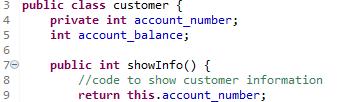 3 public class customer {
4 private int account_number;
5 int account_balance;
6
7 public int showInfo() {
8 //code to show customer information
9 return this.account_number;